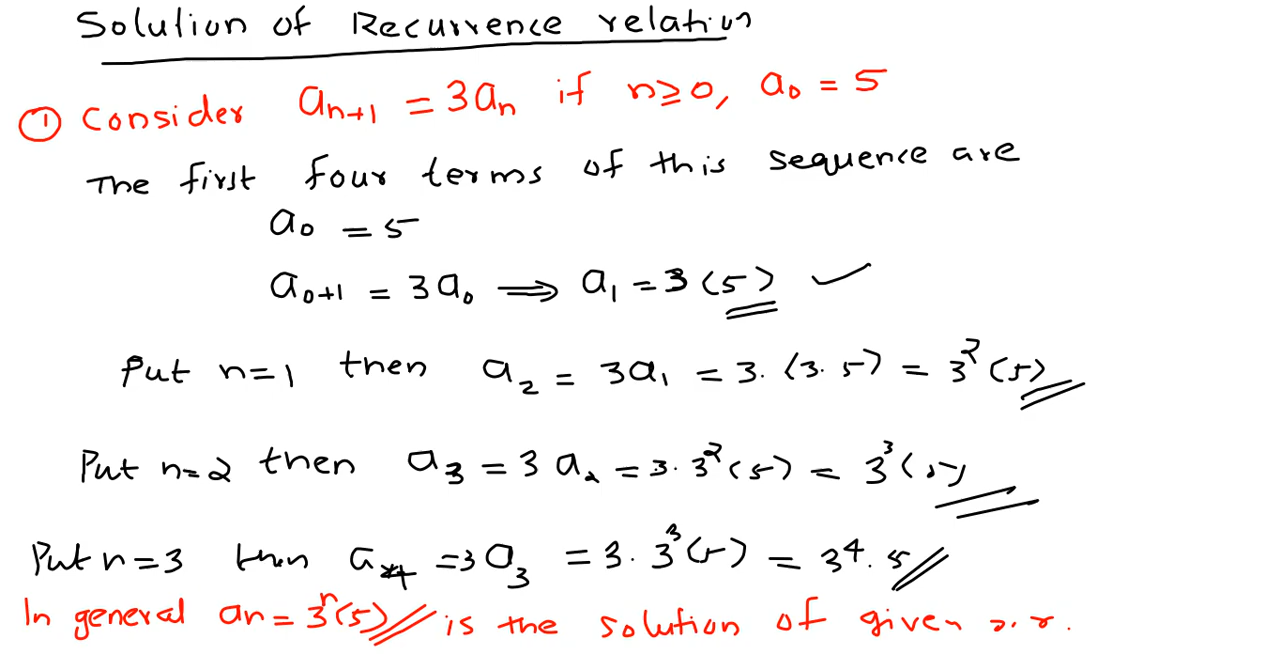 Solution of Recurrence relation
① Consider aₙ₊₁ = 3aₙ if n≥0, a₀ = 5
The first four terms of this sequence are
a₀ = 5
a₀₊₁ = 3a₀ ⟹ a₁ = 3(5) ✓
Put n=1 then a₂ = 3a₁ = 3.(3.5) = 3²(5)
Put n=2 then a₃ = 3a₂ = 3.3²(5) = 3³(5)
Put n=3 then a₄ = 3a₃ = 3.3³(5) = 3⁴.5
In general an = 3ⁿ(5) is the solution of given r.r.